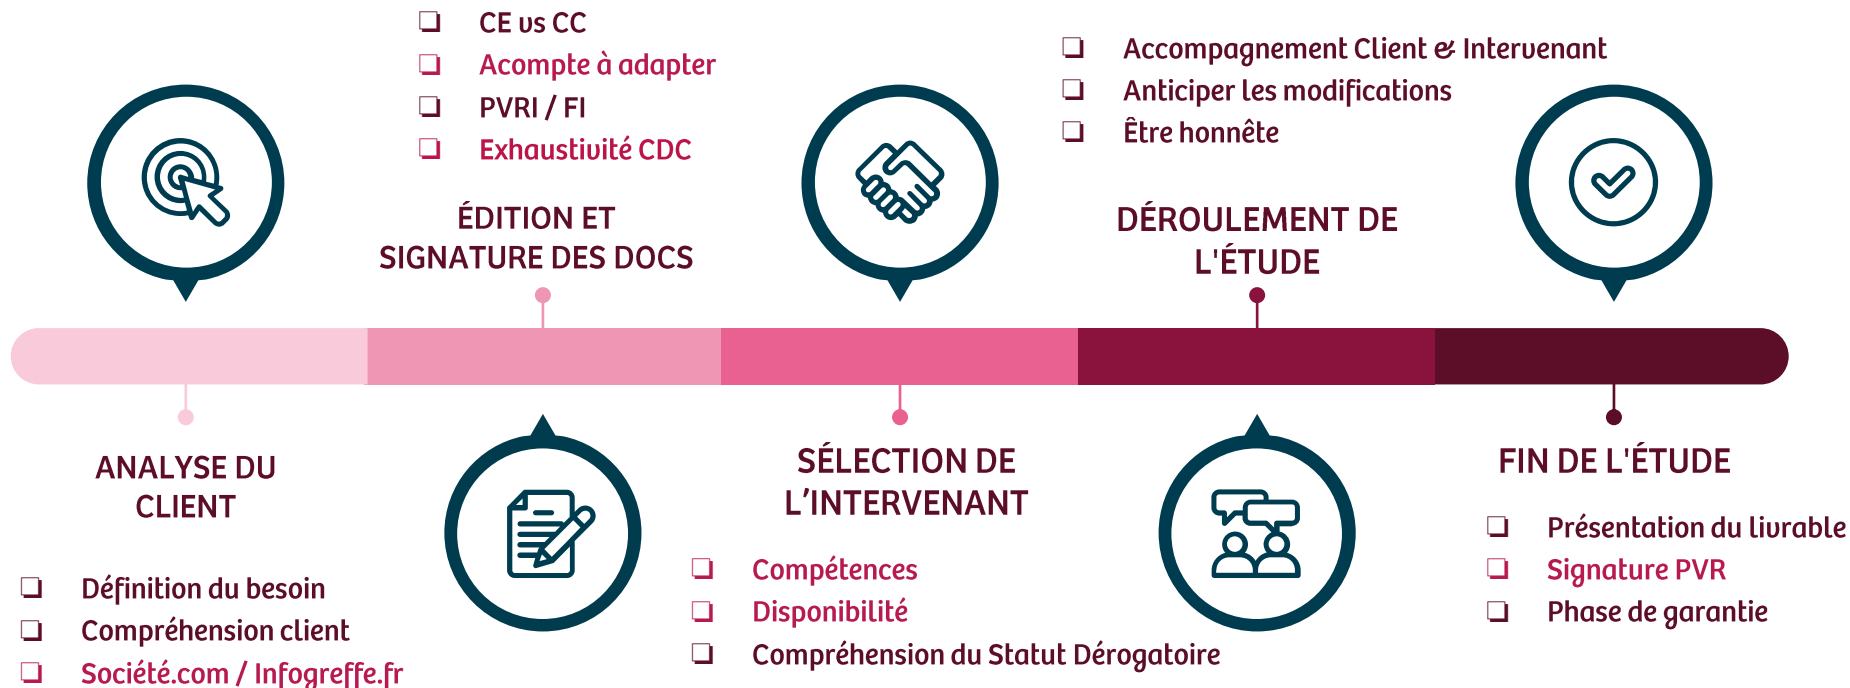 CE vs CC
Acompte à adapter
PVRI / FI
Exhaustivité CDC
ÉDITION ET
SIGNATURE DES DOCS
Accompagnement Client & Intervenant
Anticiper les modifications
Être honnête
DÉROULEMENT DE
L'ÉTUDE
ANALYSE DU
CLIENT
Définition du besoin
Compréhension client
Société.com / Infogreffe.fr
SÉLECTION DE
L’INTERVENANT
Compétences
Disponibilité
Compréhension du Statut Dérogatoire
FIN DE L'ÉTUDE
Présentation du livrable
Signature PVR
Phase de garantie